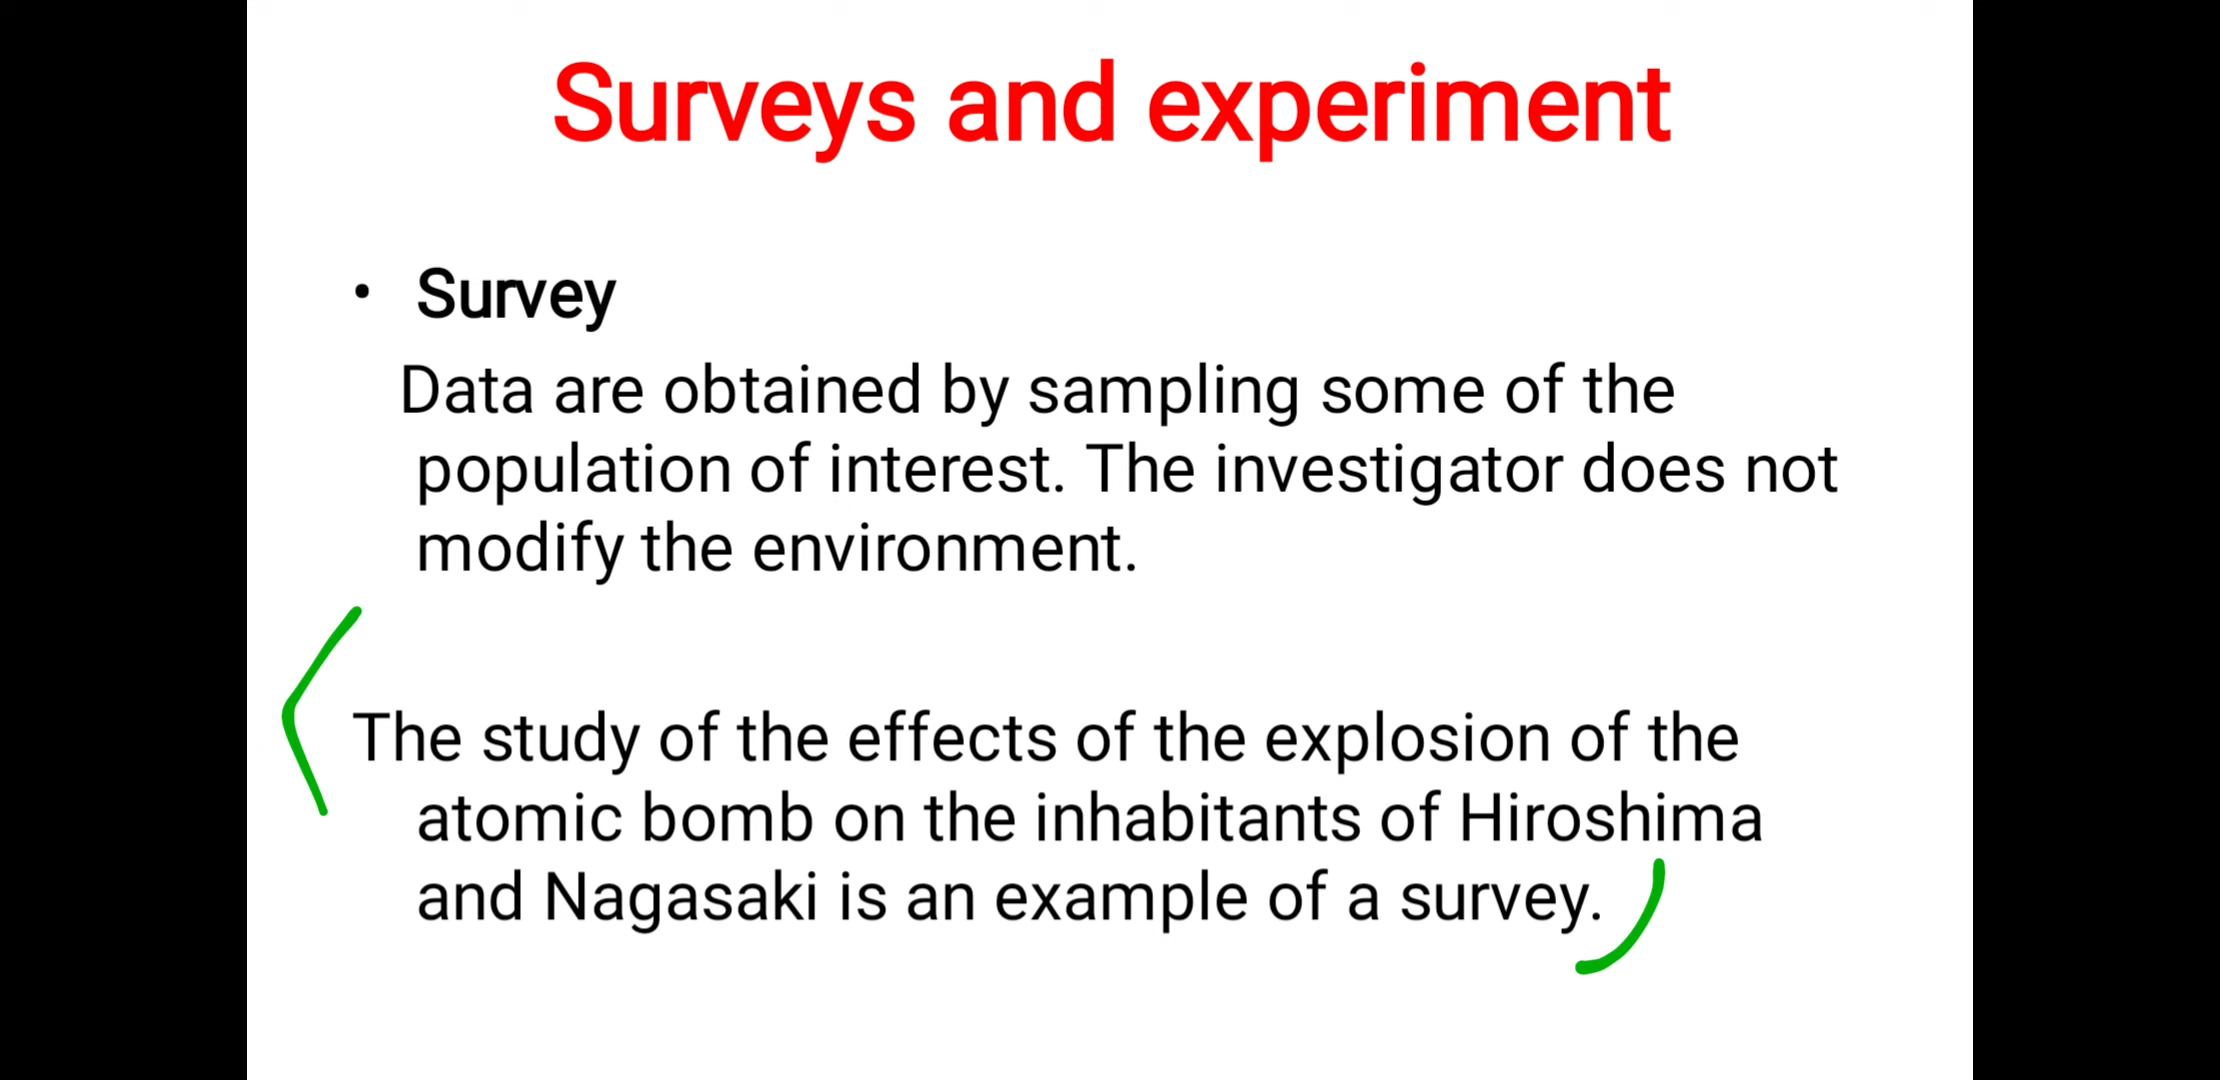 Surveys and experiment
• Survey
Data are obtained by sampling some of the
population of interest. The investigator does not
modify the environment.
The study of the effects of the explosion of the
atomic bomb on the inhabitants of Hiroshima
and Nagasaki is an example of a survey.